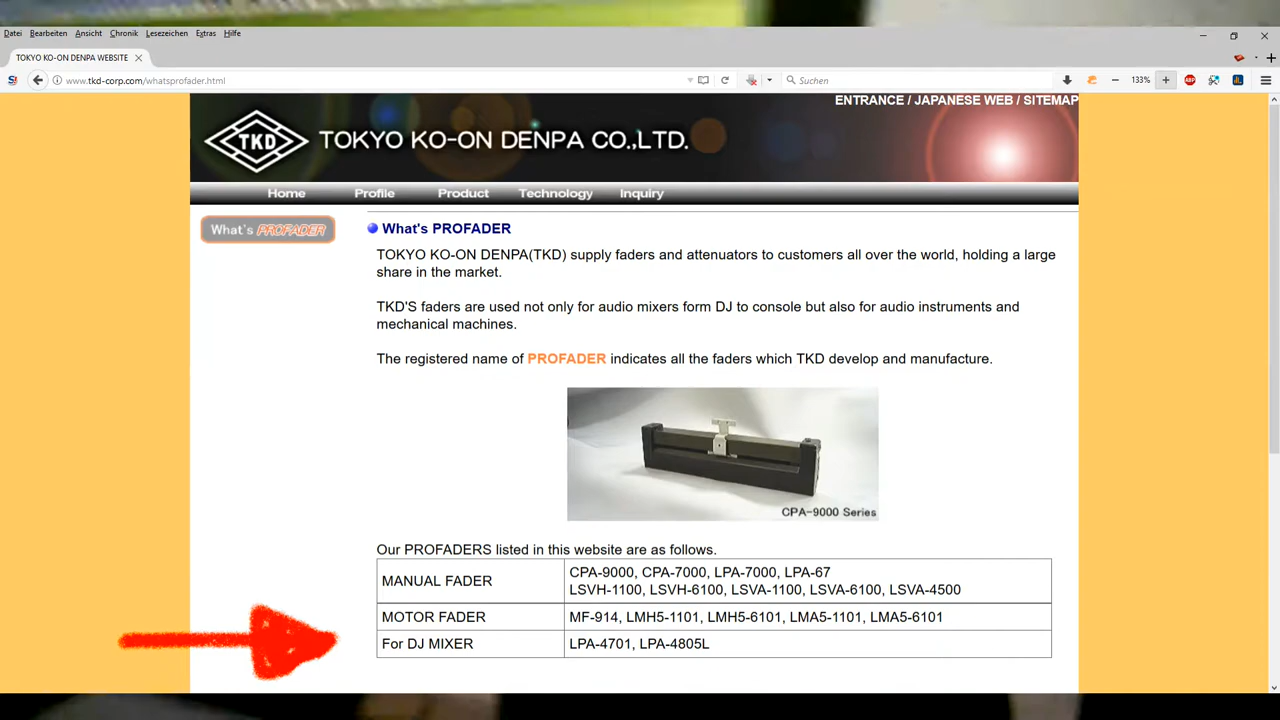 Datei Bearbeiten Ansicht Chronik Lesezeichen Extras Hilfe
TOKYO KO-ON DENPA WEBSITE
www.tkd-corp.com/whatsprofader.html
Suchen
133%
ABP
ENTRANCE / JAPANESE WEB / SITEMAP
TKD TOKYO KO-ON DENPA CO.,LTD.
Home Profile Product Technology Inquiry
What's PROFADER
What's PROFADER
TOKYO KO-ON DENPA(TKD) supply faders and attenuators to customers all over the world, holding a large
share in the market.
TKD'S faders are used not only for audio mixers form DJ to console but also for audio instruments and
mechanical machines.
The registered name of PROFADER indicates all the faders which TKD develop and manufacture.
CPA-9000 Series
Our PROFADERS listed in this website are as follows.
MANUAL FADER CPA-9000, CPA-7000, LPA-7000, LPA-67
LSVH-1100, LSVH-6100, LSVA-1100, LSVA-6100, LSVA-4500
MOTOR FADER MF-914, LMH5-1101, LMH5-6101, LMA5-1101, LMA5-6101
For DJ MIXER LPA-4701, LPA-4805L